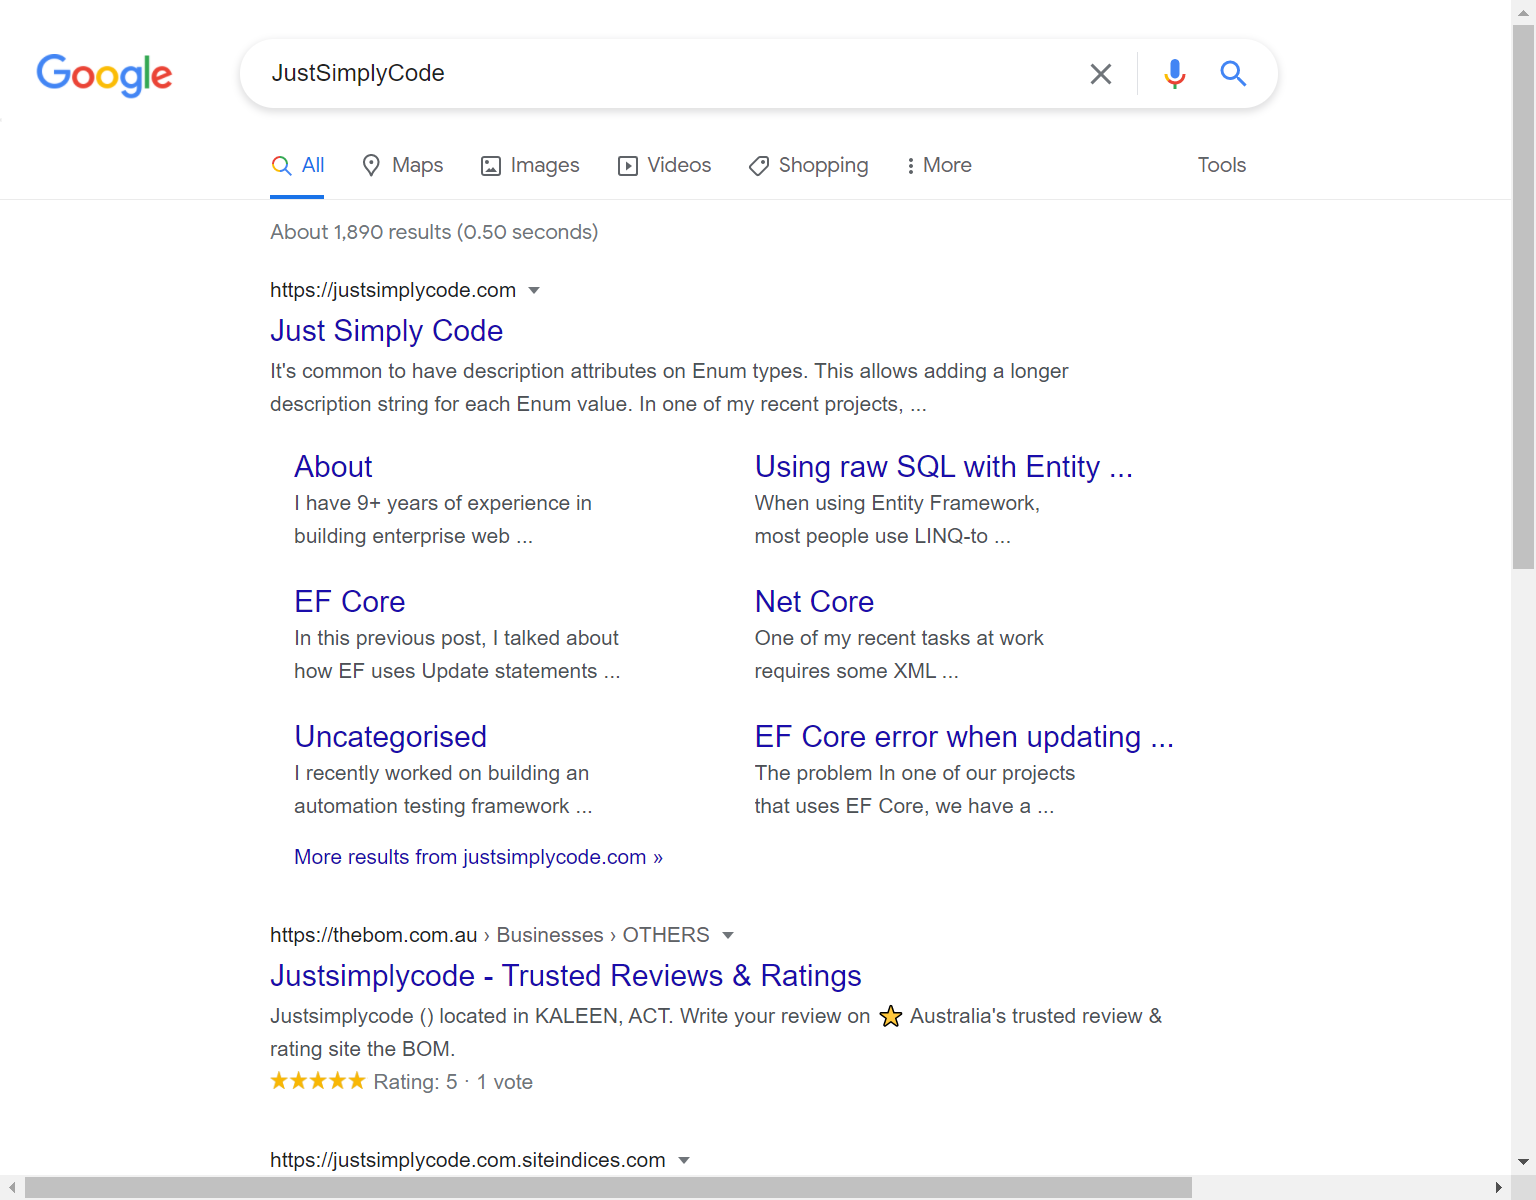 Google
JustSimplyCode
All Maps Images Videos Shopping More Tools
About 1,890 results (0.50 seconds)
https://justsimplycode.com
Just Simply Code
It's common to have description attributes on Enum types. This allows adding a longer
description string for each Enum value. In one of my recent projects, ...
About
I have 9+ years of experience in
building enterprise web ...
Using raw SQL with Entity ...
When using Entity Framework,
most people use LINQ-to ...
EF Core
In this previous post, I talked about
how EF uses Update statements ...
Net Core
One of my recent tasks at work
requires some XML ...
Uncategorised
I recently worked on building an
automation testing framework ...
EF Core error when updating ...
The problem In one of our projects
that uses EF Core, we have a ...
More results from justsimplycode.com »
https://thebom.com.au › Businesses › OTHERS
Justsimplycode - Trusted Reviews & Ratings
Justsimplycode () located in KALEEN, ACT. Write your review on ⭐ Australia's trusted review &
rating site the BOM.
★★★★★ Rating: 5 · 1 vote
https://justsimplycode.com.siteindices.com